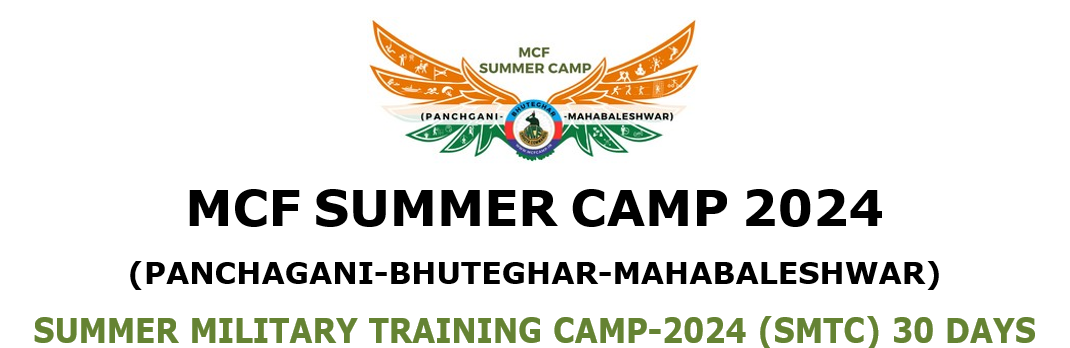 MCF
SUMMER CAMP
BHUTEGHAR
(PANCHGANI- -MAHABALESHWAR)
MCF SUMMER CAMP 2024
(PANCHAGANI-BHUTEGHAR-MAHABALESHWAR)
SUMMER MILITARY TRAINING CAMP-2024 (SMTC) 30 DAYS